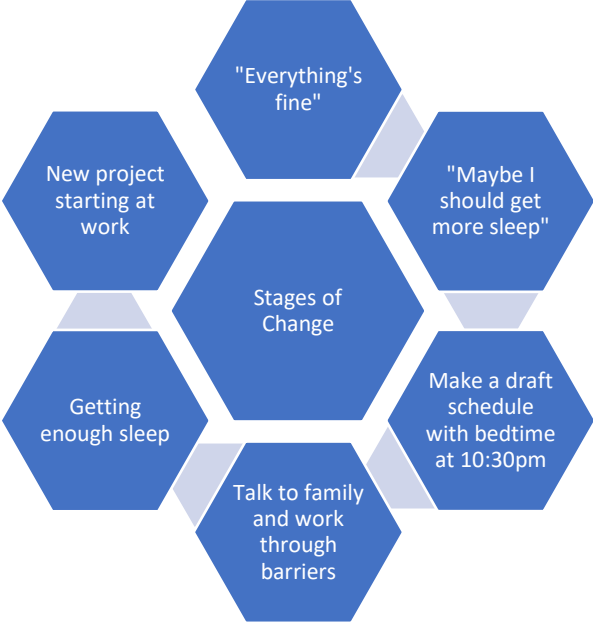 "Everything's
fine"
"Maybe I
should get
more sleep"
Make a draft
schedule
with bedtime
at 10:30pm
Talk to family
and work
through
barriers
Getting
enough sleep
New project
starting at
work
Stages of
Change